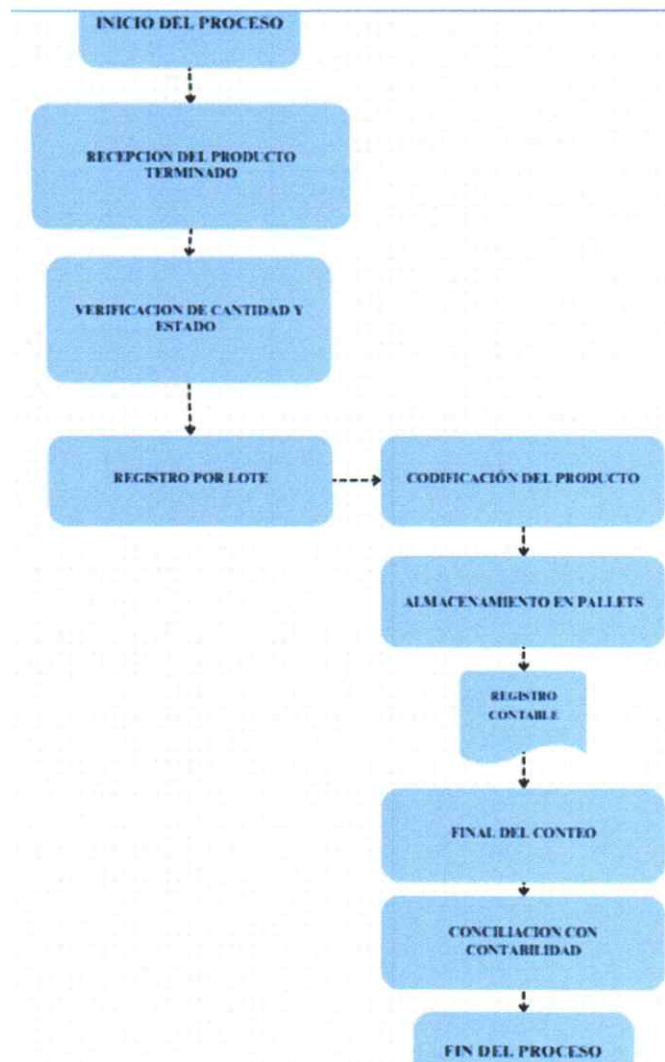 INICIO DEL PROCESO
RECEPCION DEL PRODUCTO
TERMINADO
VERIFICACION DE CANTIDAD Y
ESTADO
REGISTRO POR LOTE
CODIFICACIÓN DEL PRODUCTO
ALMACENAMIENTO EN PALLETS
REGISTRO
CONTABLE
FINAL DEL CONTEO
CONCILIACION CON
CONTABILIDAD
FIN DEL PROCESO